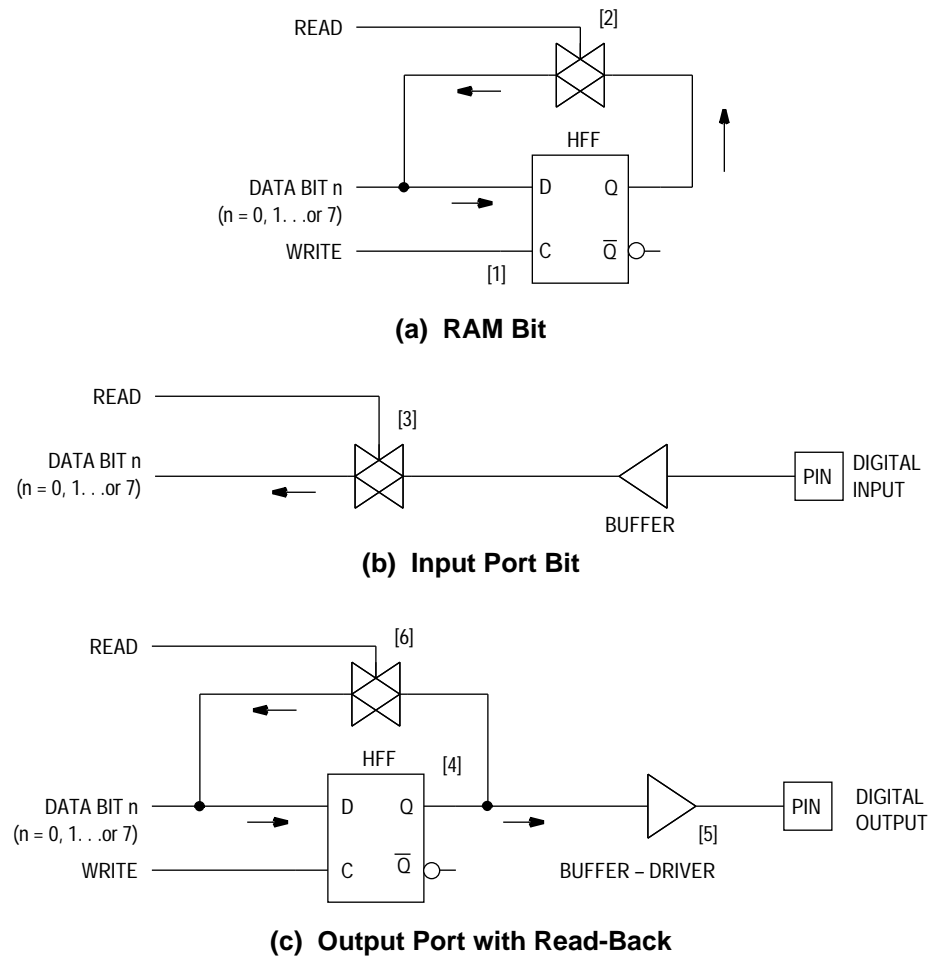 READ
[2]
HFF
DATA BIT n
(n = 0, 1. . .or 7)
D
Q
WRITE
[1]
C
Q̅
(a) RAM Bit
READ
[3]
DATA BIT n
(n = 0, 1. . .or 7)
BUFFER
PIN
DIGITAL
INPUT
(b) Input Port Bit
READ
[6]
HFF
[4]
DATA BIT n
(n = 0, 1. . .or 7)
D
Q
WRITE
C
Q̅
[5]
BUFFER – DRIVER
PIN
DIGITAL
OUTPUT
(c) Output Port with Read-Back